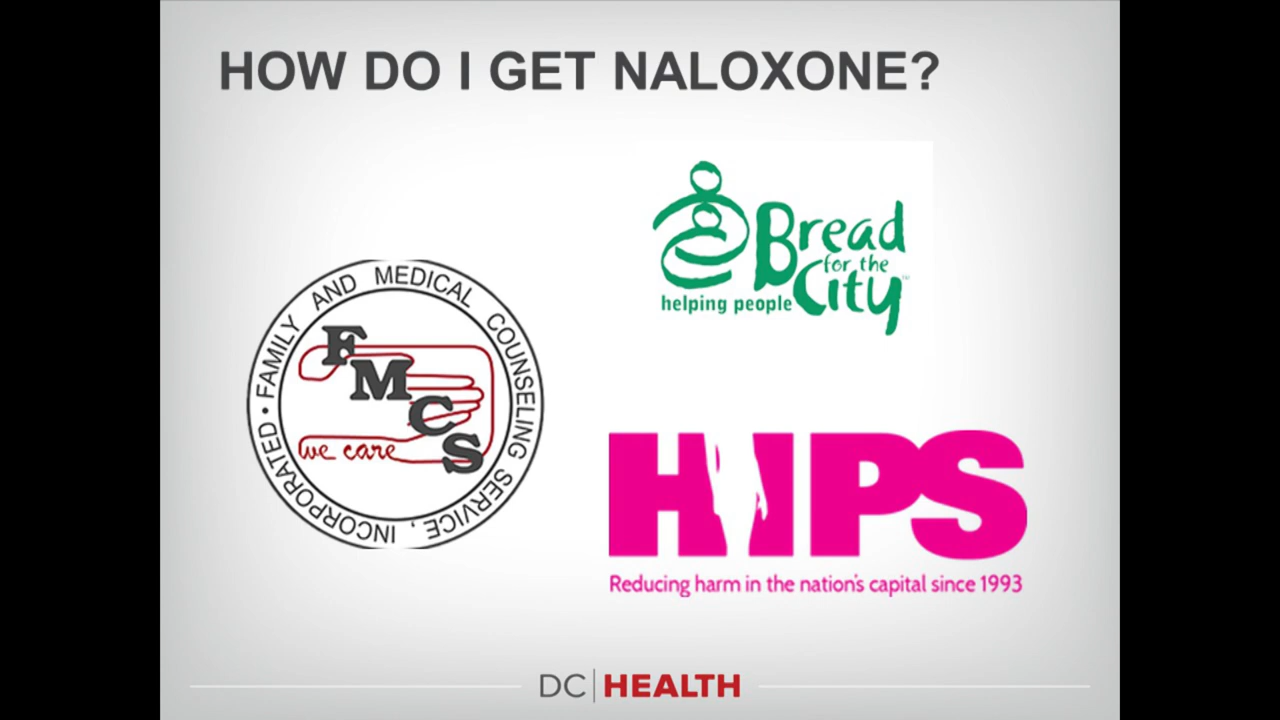 HOW DO I GET NALOXONE?
Bread
for the
City™
helping people
FAMILY AND MEDICAL COUNSELING SERVICE, INCORPORATED •
FMCS
we care
HIPS
Reducing harm in the nation's capital since 1993
DC|HEALTH